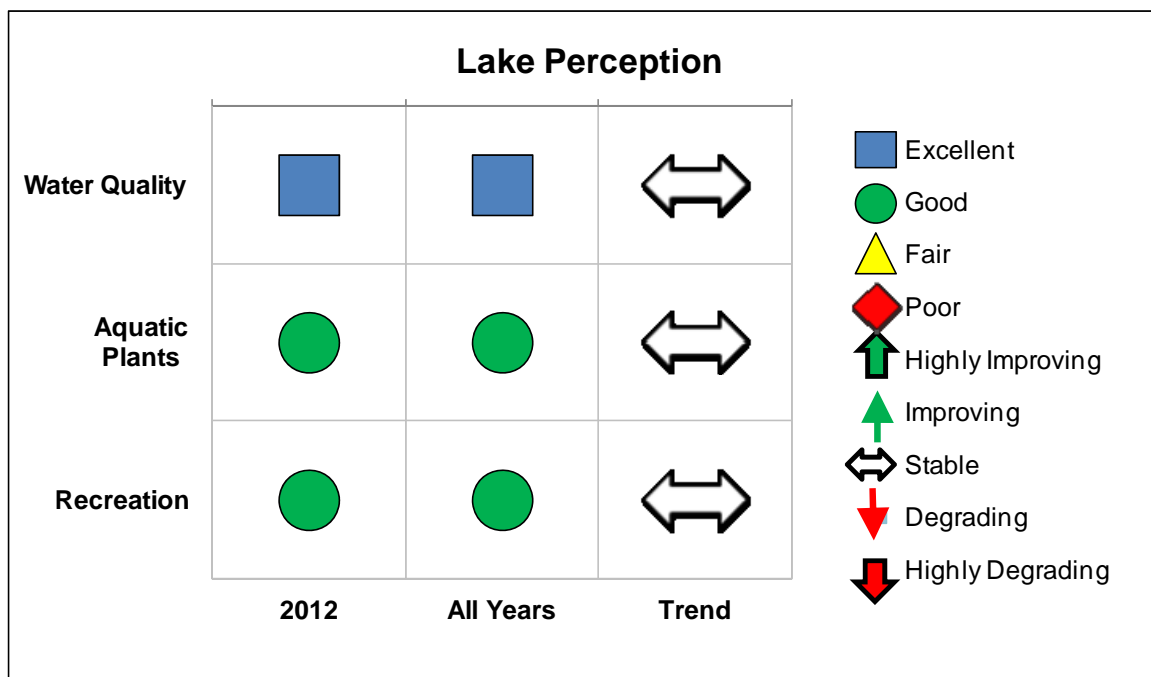 Lake Perception
Water Quality
Aquatic
Plants
Recreation
2012
All Years
Trend
Excellent
Good
Fair
Poor
Highly Improving
Improving
Stable
Degrading
Highly Degrading